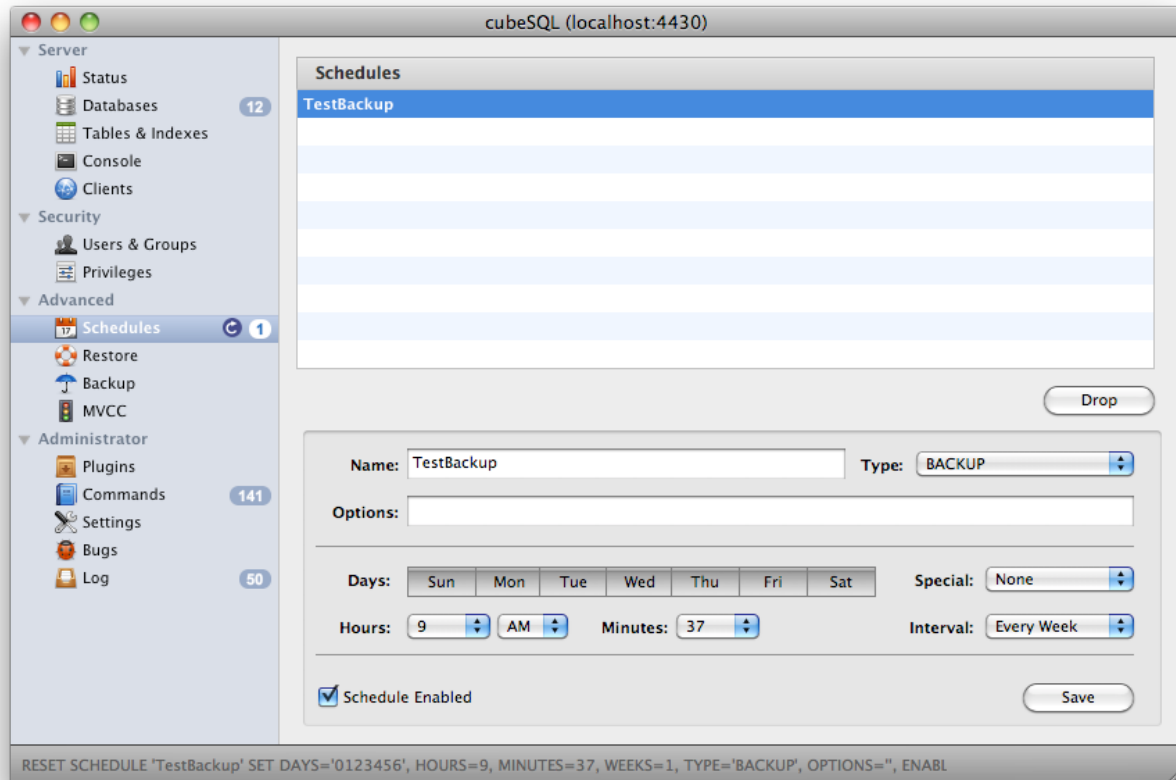 cubeSQL (localhost:4430)
Server
Status
Databases 12
Tables & Indexes
Console
Clients
Security
Users & Groups
Privileges
Advanced
17 Schedules 1
Restore
Backup
MVCC
Administrator
Plugins
Commands 141
Settings
Bugs
Log 50
Schedules
TestBackup
Drop
Name: TestBackup Type: BACKUP
Options:
Days: Sun Mon Tue Wed Thu Fri Sat Special: None
Hours: 9 AM Minutes: 37 Interval: Every Week
Schedule Enabled Save
RESET SCHEDULE 'TestBackup' SET DAYS='0123456', HOURS=9, MINUTES=37, WEEKS=1, TYPE='BACKUP', OPTIONS='', ENABL